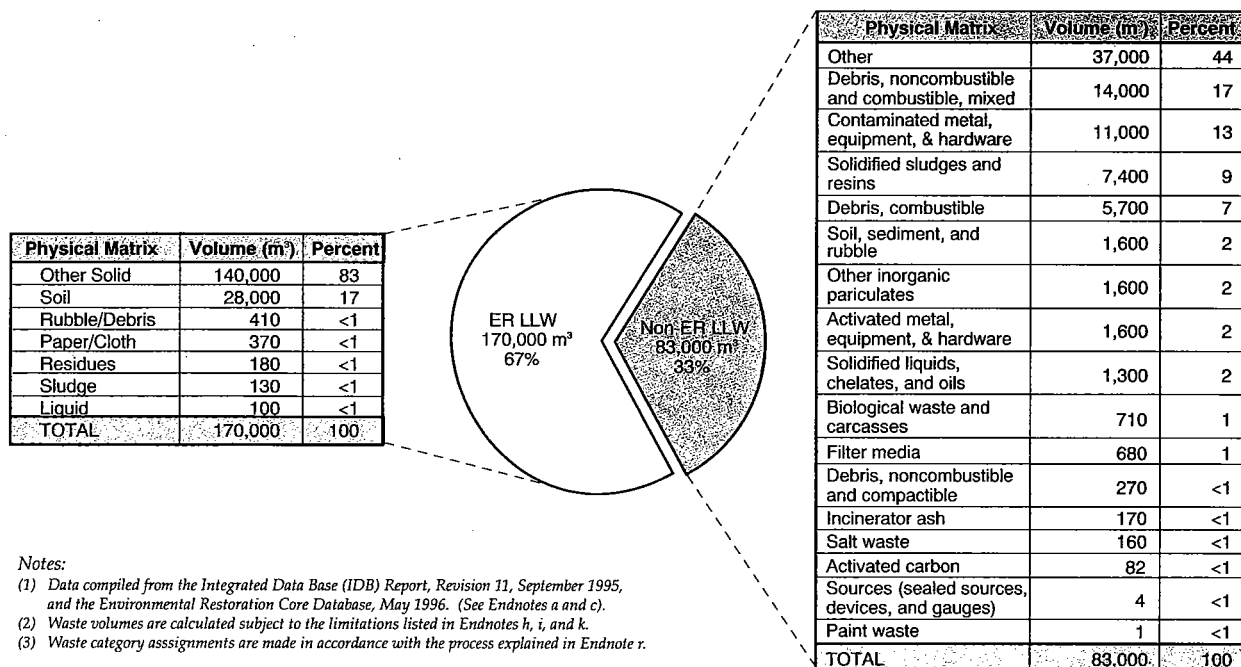 Physical Matrix Volume (m³) Percent
Other 37,000 44
Debris, noncombustible
and combustible, mixed 14,000 17
Contaminated metal,
equipment, & hardware 11,000 13
Solidified sludges and
resins 7,400 9
Debris, combustible 5,700 7
Soil, sediment, and
rubble 1,600 2
Other inorganic
pariculates 1,600 2
Activated metal,
equipment, & hardware 1,600 2
Solidified liquids,
chelates, and oils 1,300 2
Biological waste and
carcasses 710 1
Filter media 680 1
Debris, noncombustible
and compactible 270 <1
Incinerator ash 170 <1
Salt waste 160 <1
Activated carbon 82 <1
Sources (sealed sources,
devices, and gauges) 4 <1
Paint waste 1 <1
TOTAL 83,000 100
Physical Matrix Volume (m³) Percent
Other Solid 140,000 83
Soil 28,000 17
Rubble/Debris 410 <1
Paper/Cloth 370 <1
Residues 180 <1
Sludge 130 <1
Liquid 100 <1
TOTAL 170,000 100
ER LLW
170,000 m³
67%
Non-ER LLW
83,000 m³
33%
Notes:
(1) Data compiled from the Integrated Data Base (IDB) Report, Revision 11, September 1995,
and the Environmental Restoration Core Database, May 1996. (See Endnotes a and c).
(2) Waste volumes are calculated subject to the limitations listed in Endnotes h, i, and k.
(3) Waste category asssignments are made in accordance with the process explained in Endnote r.